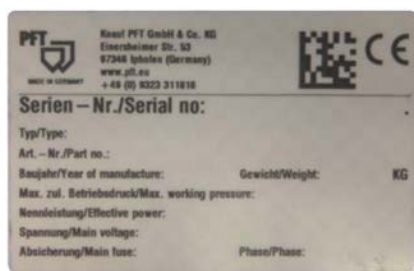 PFT
MADE IN GERMANY
Knauf PFT GmbH & Co. KG
Einersheimer Str. 53
97346 Iphofen (Germany)
www.pft.eu
+49 (0) 9323 311818
CE
Serien – Nr./Serial no:
Typ/Type:
Art. – Nr./Part no.:
Baujahr/Year of manufacture: Gewicht/Weight: KG
Max. zul. Betriebsdruck/Max. working pressure:
Nennleistung/Effective power:
Spannung/Main voltage:
Absicherung/Main fuse: Phase/Phase: